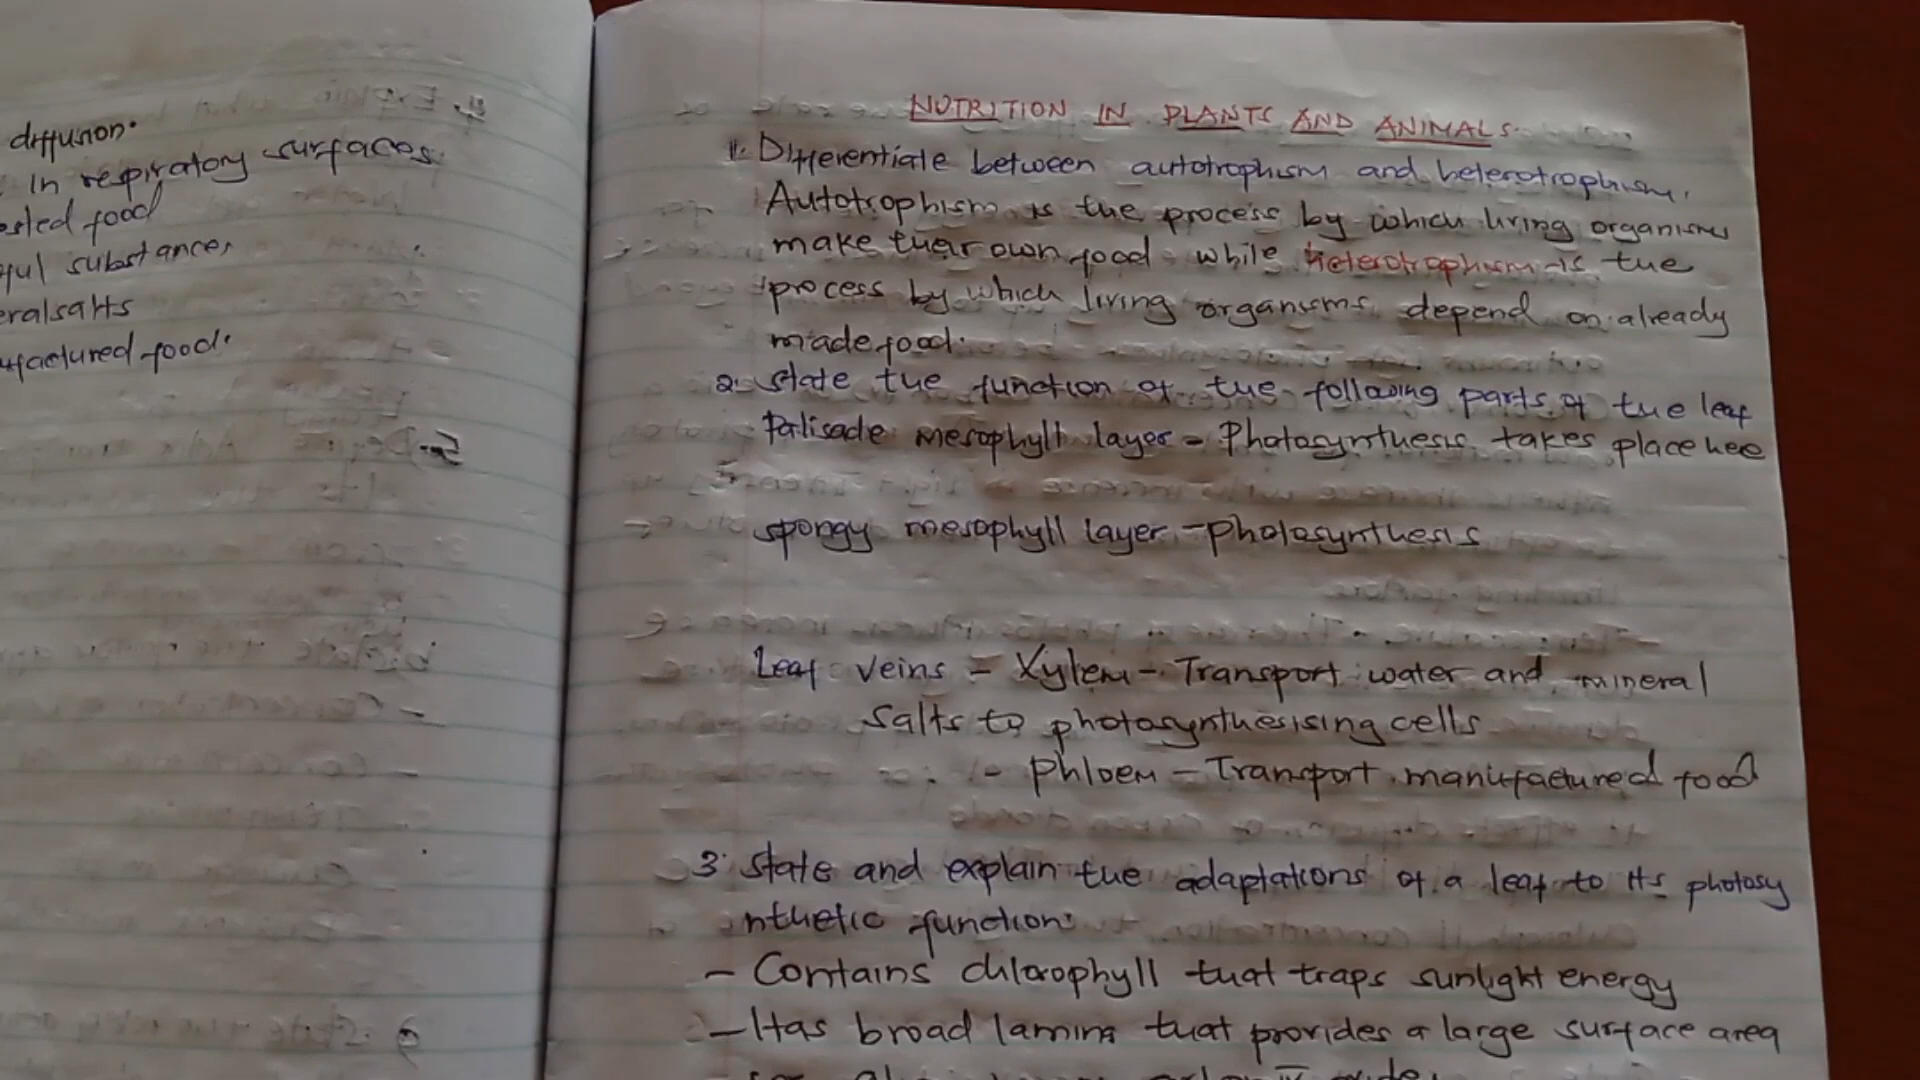 diffusion.
In respiratory surfaces.
ested food
ful substances
eralsalts
ufactured food.
NUTRITION IN PLANTS AND ANIMALS.
1. Differentiate between autotrophism and heterotrophism.
Autotrophism is the process by which living organisms
make their own food while heterotrophism is the
process by which living organisms depend on already
made food.
2. State the function of the following parts of the leaf
Palisade mesophyll layer - Photosynthesis takes place hee
spongy mesophyll layer - photosynthesis
Leaf veins - Xylem - Transport water and mineral
salts to photosynthesising cells
- Phloem - Transport manufactured food
3. State and explain the adaptations of a leaf to its photosy
nthetic function.
- Contains chlorophyll that traps sunlight energy
- Has broad lamina that provides a large surface area